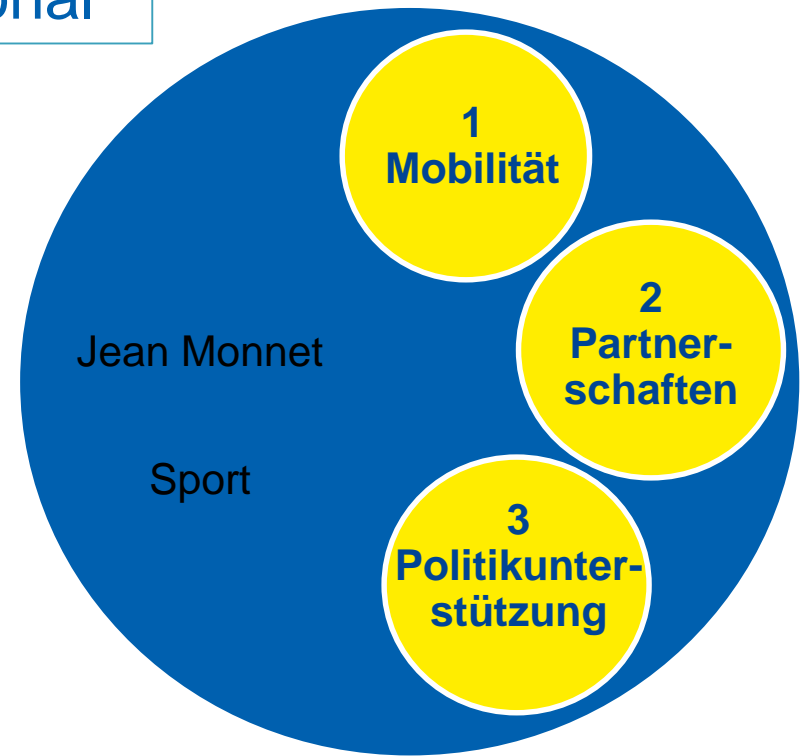 1
Mobilität
2
Partner-
schaften
Jean Monnet
Sport
3
Politikunter-
stützung